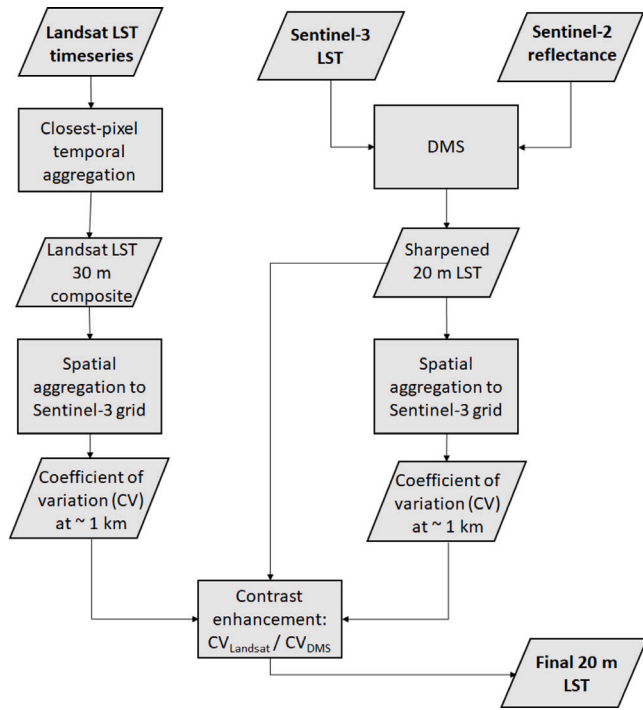 Landsat LST
timeseries
Sentinel-3
LST
Sentinel-2
reflectance
Closest-pixel
temporal
aggregation
DMS
Landsat LST
30 m
composite
Sharpened
20 m LST
Spatial
aggregation to
Sentinel-3 grid
Spatial
aggregation to
Sentinel-3 grid
Coefficient of
variation (CV)
at ~ 1 km
Coefficient of
variation (CV)
at ~ 1 km
Contrast
enhancement:
CVLandsat / CVDMS
Final 20 m
LST